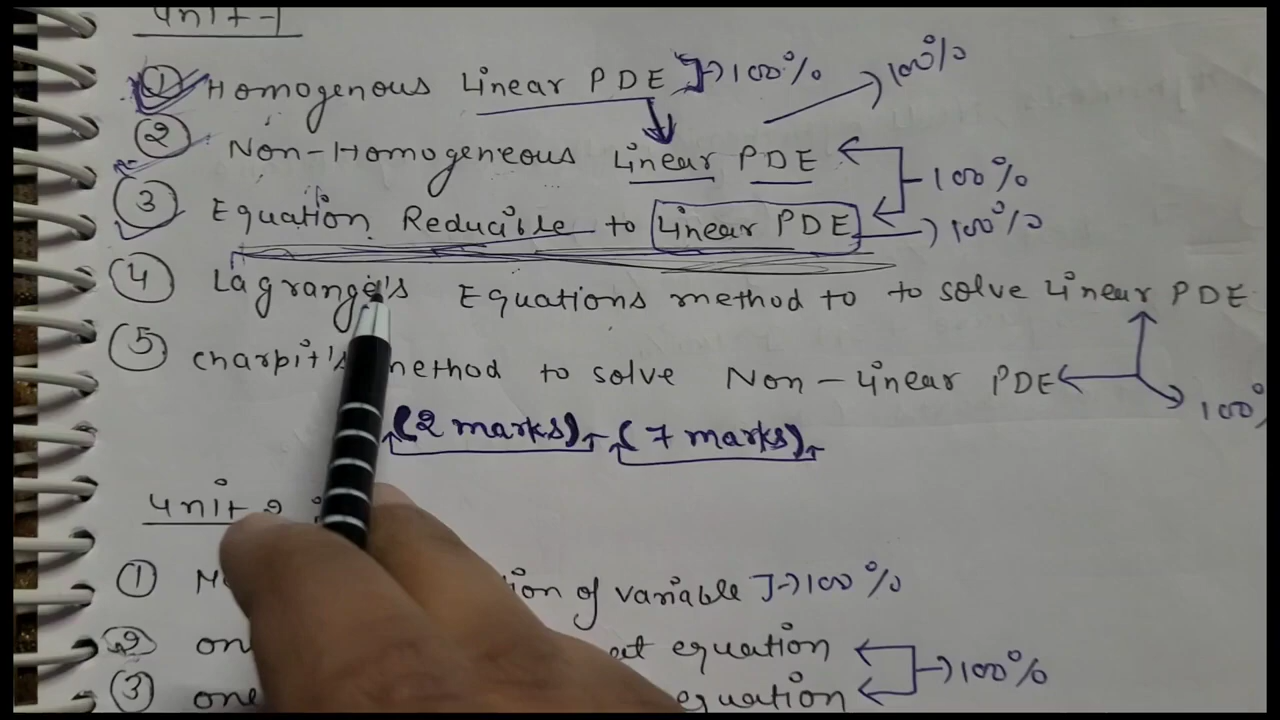 Unit-1
① Homogenous Linear PDE ]→100%
② Non-Homogeneous Linear PDE 100%
100%
③ Equation Reducible to Linear PDE →100%
④ Lagrange's Equations method to to solve Linear PDE
⑤ charpit's method to solve Non-Linear PDE 100%
(2 marks) (7 marks)
Unit 2
① of variable ]→100%
② equation
→100%
③ one equation